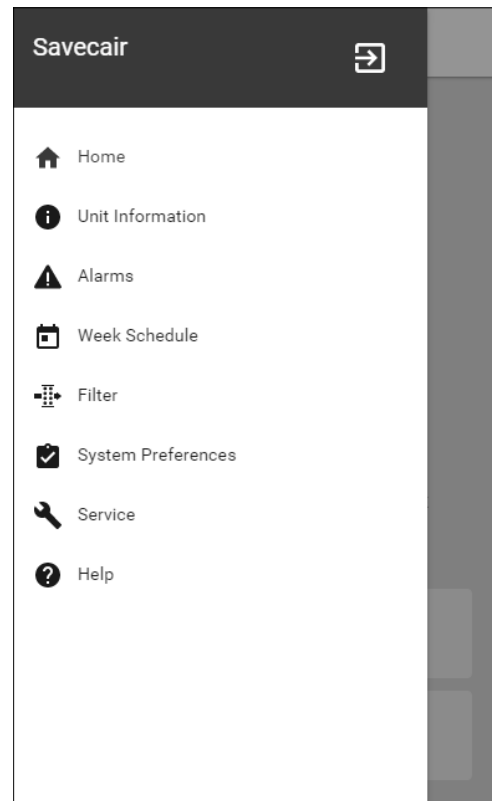 Savecair
Home
Unit Information
Alarms
Week Schedule
Filter
System Preferences
Service
Help